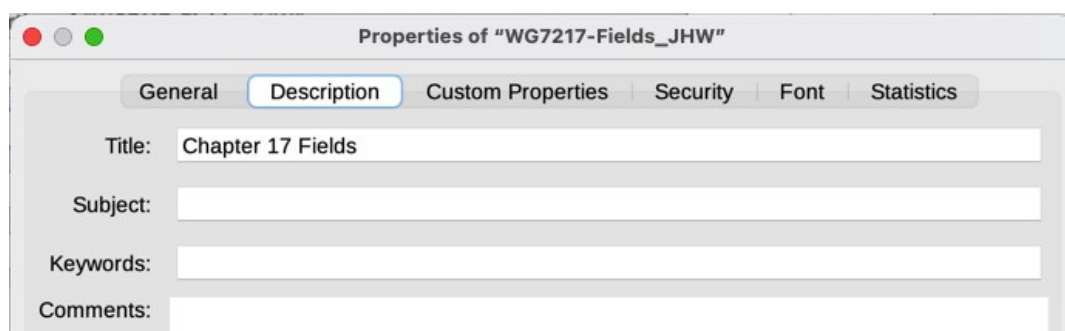 Properties of “WG7217-Fields_JHW”
General Description Custom Properties Security Font Statistics
Title: Chapter 17 Fields
Subject:
Keywords:
Comments: